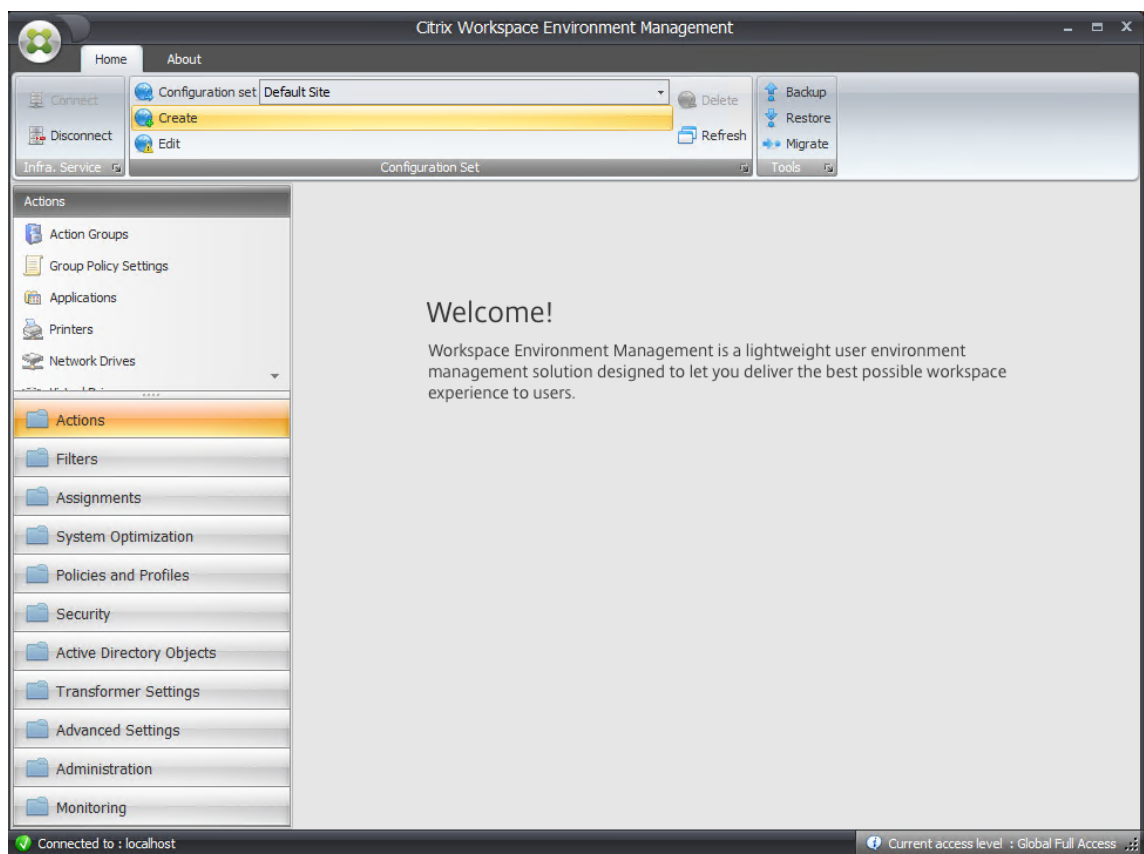 Citrix Workspace Environment Management
Home About
Connect
Disconnect
Infra. Service
Configuration set Default Site
Create
Edit
Delete
Refresh
Configuration Set
Backup
Restore
Migrate
Tools
Actions
Action Groups
Group Policy Settings
Applications
Printers
Network Drives
Actions
Filters
Assignments
System Optimization
Policies and Profiles
Security
Active Directory Objects
Transformer Settings
Advanced Settings
Administration
Monitoring
Welcome!
Workspace Environment Management is a lightweight user environment
management solution designed to let you deliver the best possible workspace
experience to users.
Connected to : localhost
Current access level : Global Full Access